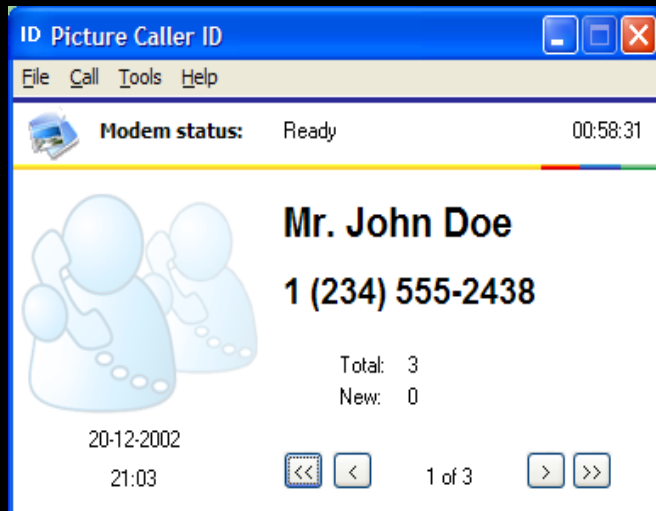 ID Picture Caller ID
File Call Tools Help
Modem status: Ready 00:58:31
Mr. John Doe
1 (234) 555-2438
Total: 3
New: 0
20-12-2002
21:03
<< < 1 of 3 > >>